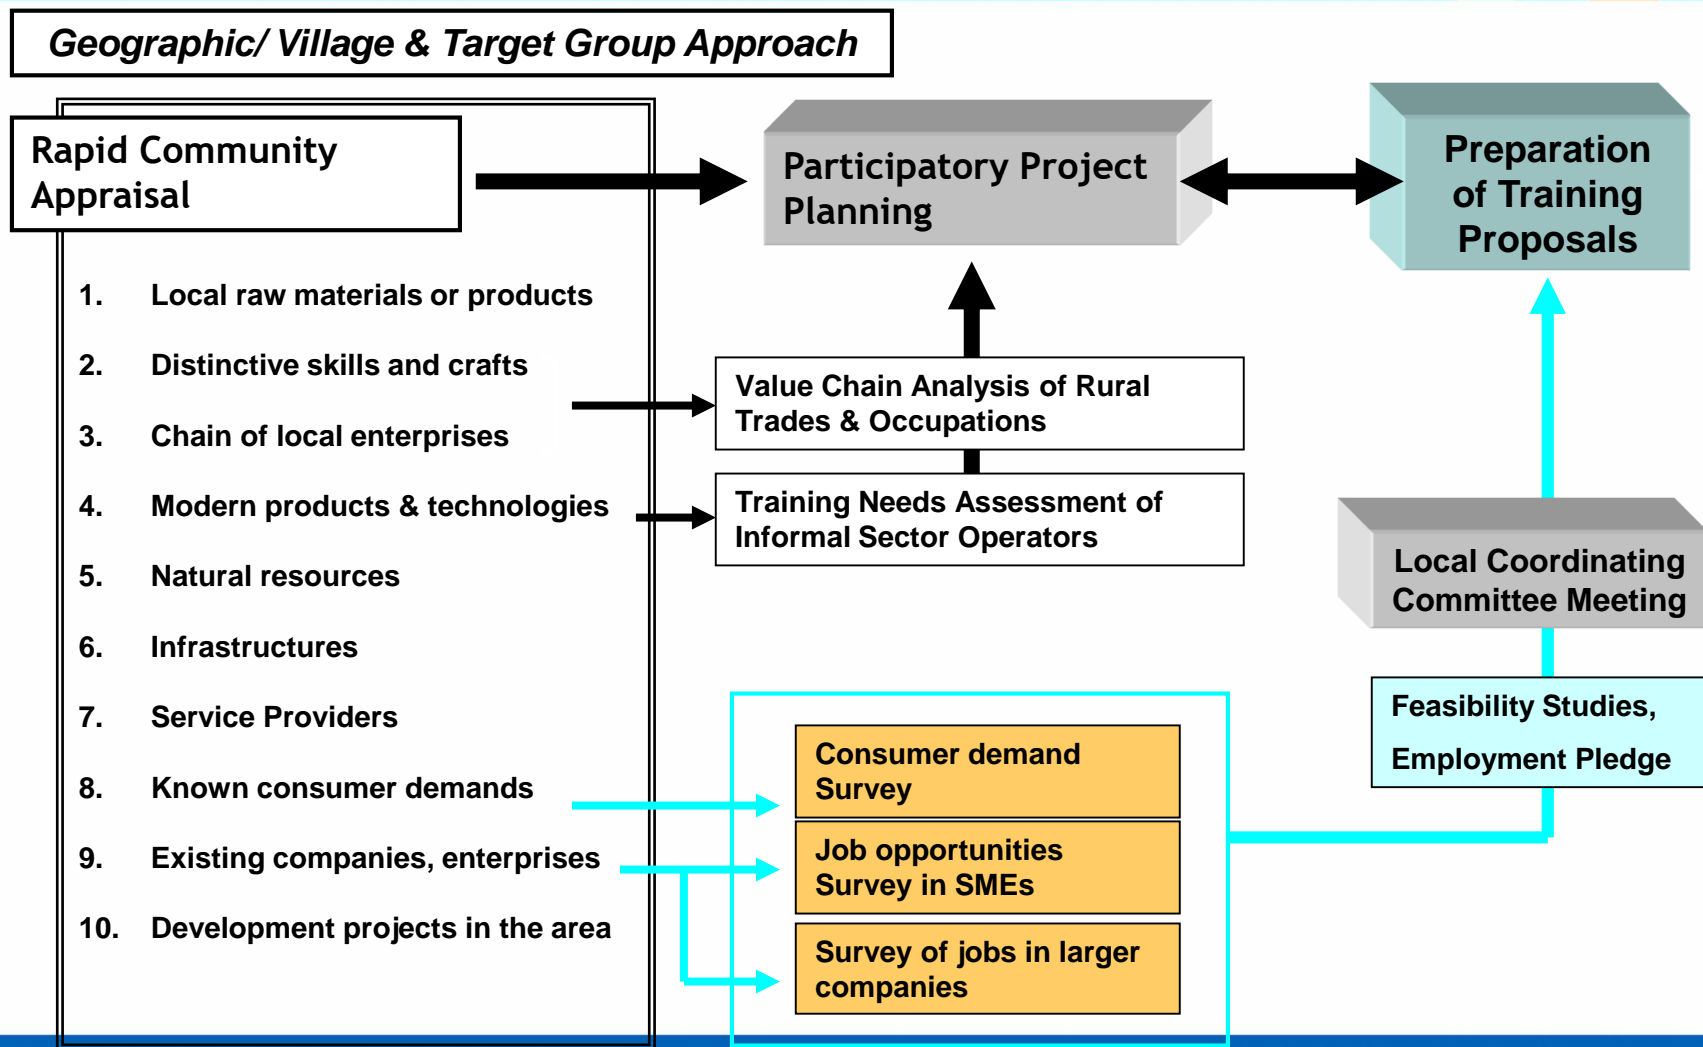 Geographic/ Village & Target Group Approach
Rapid Community
Appraisal
1. Local raw materials or products
2. Distinctive skills and crafts
3. Chain of local enterprises
4. Modern products & technologies
5. Natural resources
6. Infrastructures
7. Service Providers
8. Known consumer demands
9. Existing companies, enterprises
10. Development projects in the area
Participatory Project
Planning
Value Chain Analysis of Rural
Trades & Occupations
Training Needs Assessment of
Informal Sector Operators
Consumer demand
Survey
Job opportunities
Survey in SMEs
Survey of jobs in larger
companies
Preparation
of Training
Proposals
Local Coordinating
Committee Meeting
Feasibility Studies,
Employment Pledge